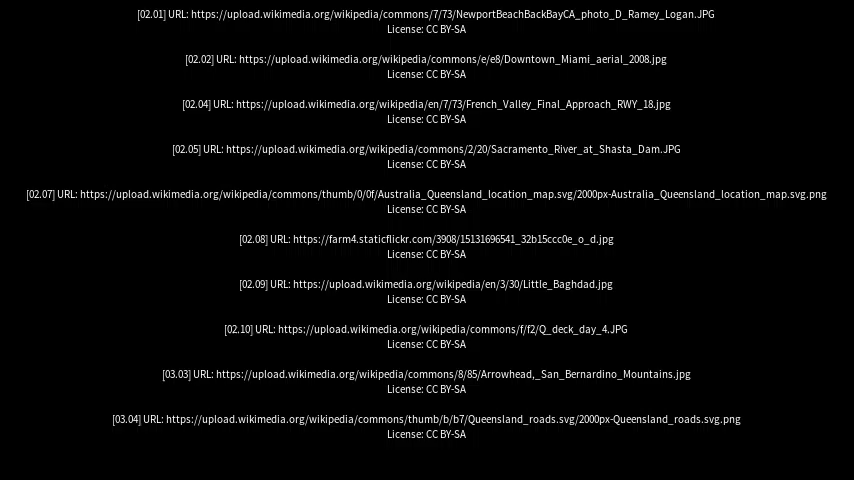 [02.01] URL: https://upload.wikimedia.org/wikipedia/commons/7/73/NewportBeachBackBayCA_photo_D_Ramey_Logan.JPG
License: CC BY-SA
[02.02] URL: https://upload.wikimedia.org/wikipedia/commons/e/e8/Downtown_Miami_aerial_2008.jpg
License: CC BY-SA
[02.04] URL: https://upload.wikimedia.org/wikipedia/en/7/73/French_Valley_Final_Approach_RWY_18.jpg
License: CC BY-SA
[02.05] URL: https://upload.wikimedia.org/wikipedia/commons/2/20/Sacramento_River_at_Shasta_Dam.JPG
License: CC BY-SA
[02.07] URL: https://upload.wikimedia.org/wikipedia/commons/thumb/0/0f/Australia_Queensland_location_map.svg/2000px-Australia_Queensland_location_map.svg.png
License: CC BY-SA
[02.08] URL: https://farm4.staticflickr.com/3908/15131696541_32b15ccc0e_o_d.jpg
License: CC BY-SA
[02.09] URL: https://upload.wikimedia.org/wikipedia/en/3/30/Little_Baghdad.jpg
License: CC BY-SA
[02.10] URL: https://upload.wikimedia.org/wikipedia/commons/f/f2/Q_deck_day_4.JPG
License: CC BY-SA
[03.03] URL: https://upload.wikimedia.org/wikipedia/commons/8/85/Arrowhead,_San_Bernardino_Mountains.jpg
License: CC BY-SA
[03.04] URL: https://upload.wikimedia.org/wikipedia/commons/thumb/b/b7/Queensland_roads.svg/2000px-Queensland_roads.svg.png
License: CC BY-SA